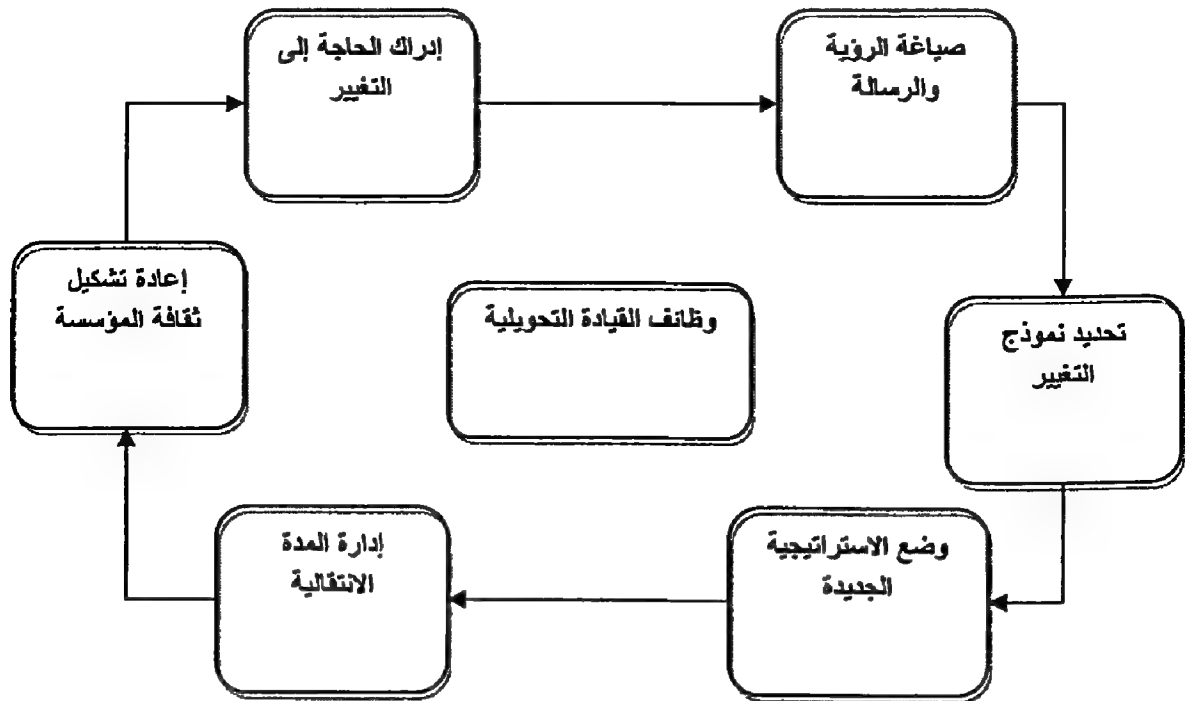 إدراك الحاجة إلى
التغيير
صياغة الرؤية
والرسالة
تحديد نموذج
التغيير
وضع الاستراتيجية
الجديدة
إدارة المدة
الانتقالية
إعادة تشكيل
ثقافة المؤسسة
وظائف القيادة التحويلية